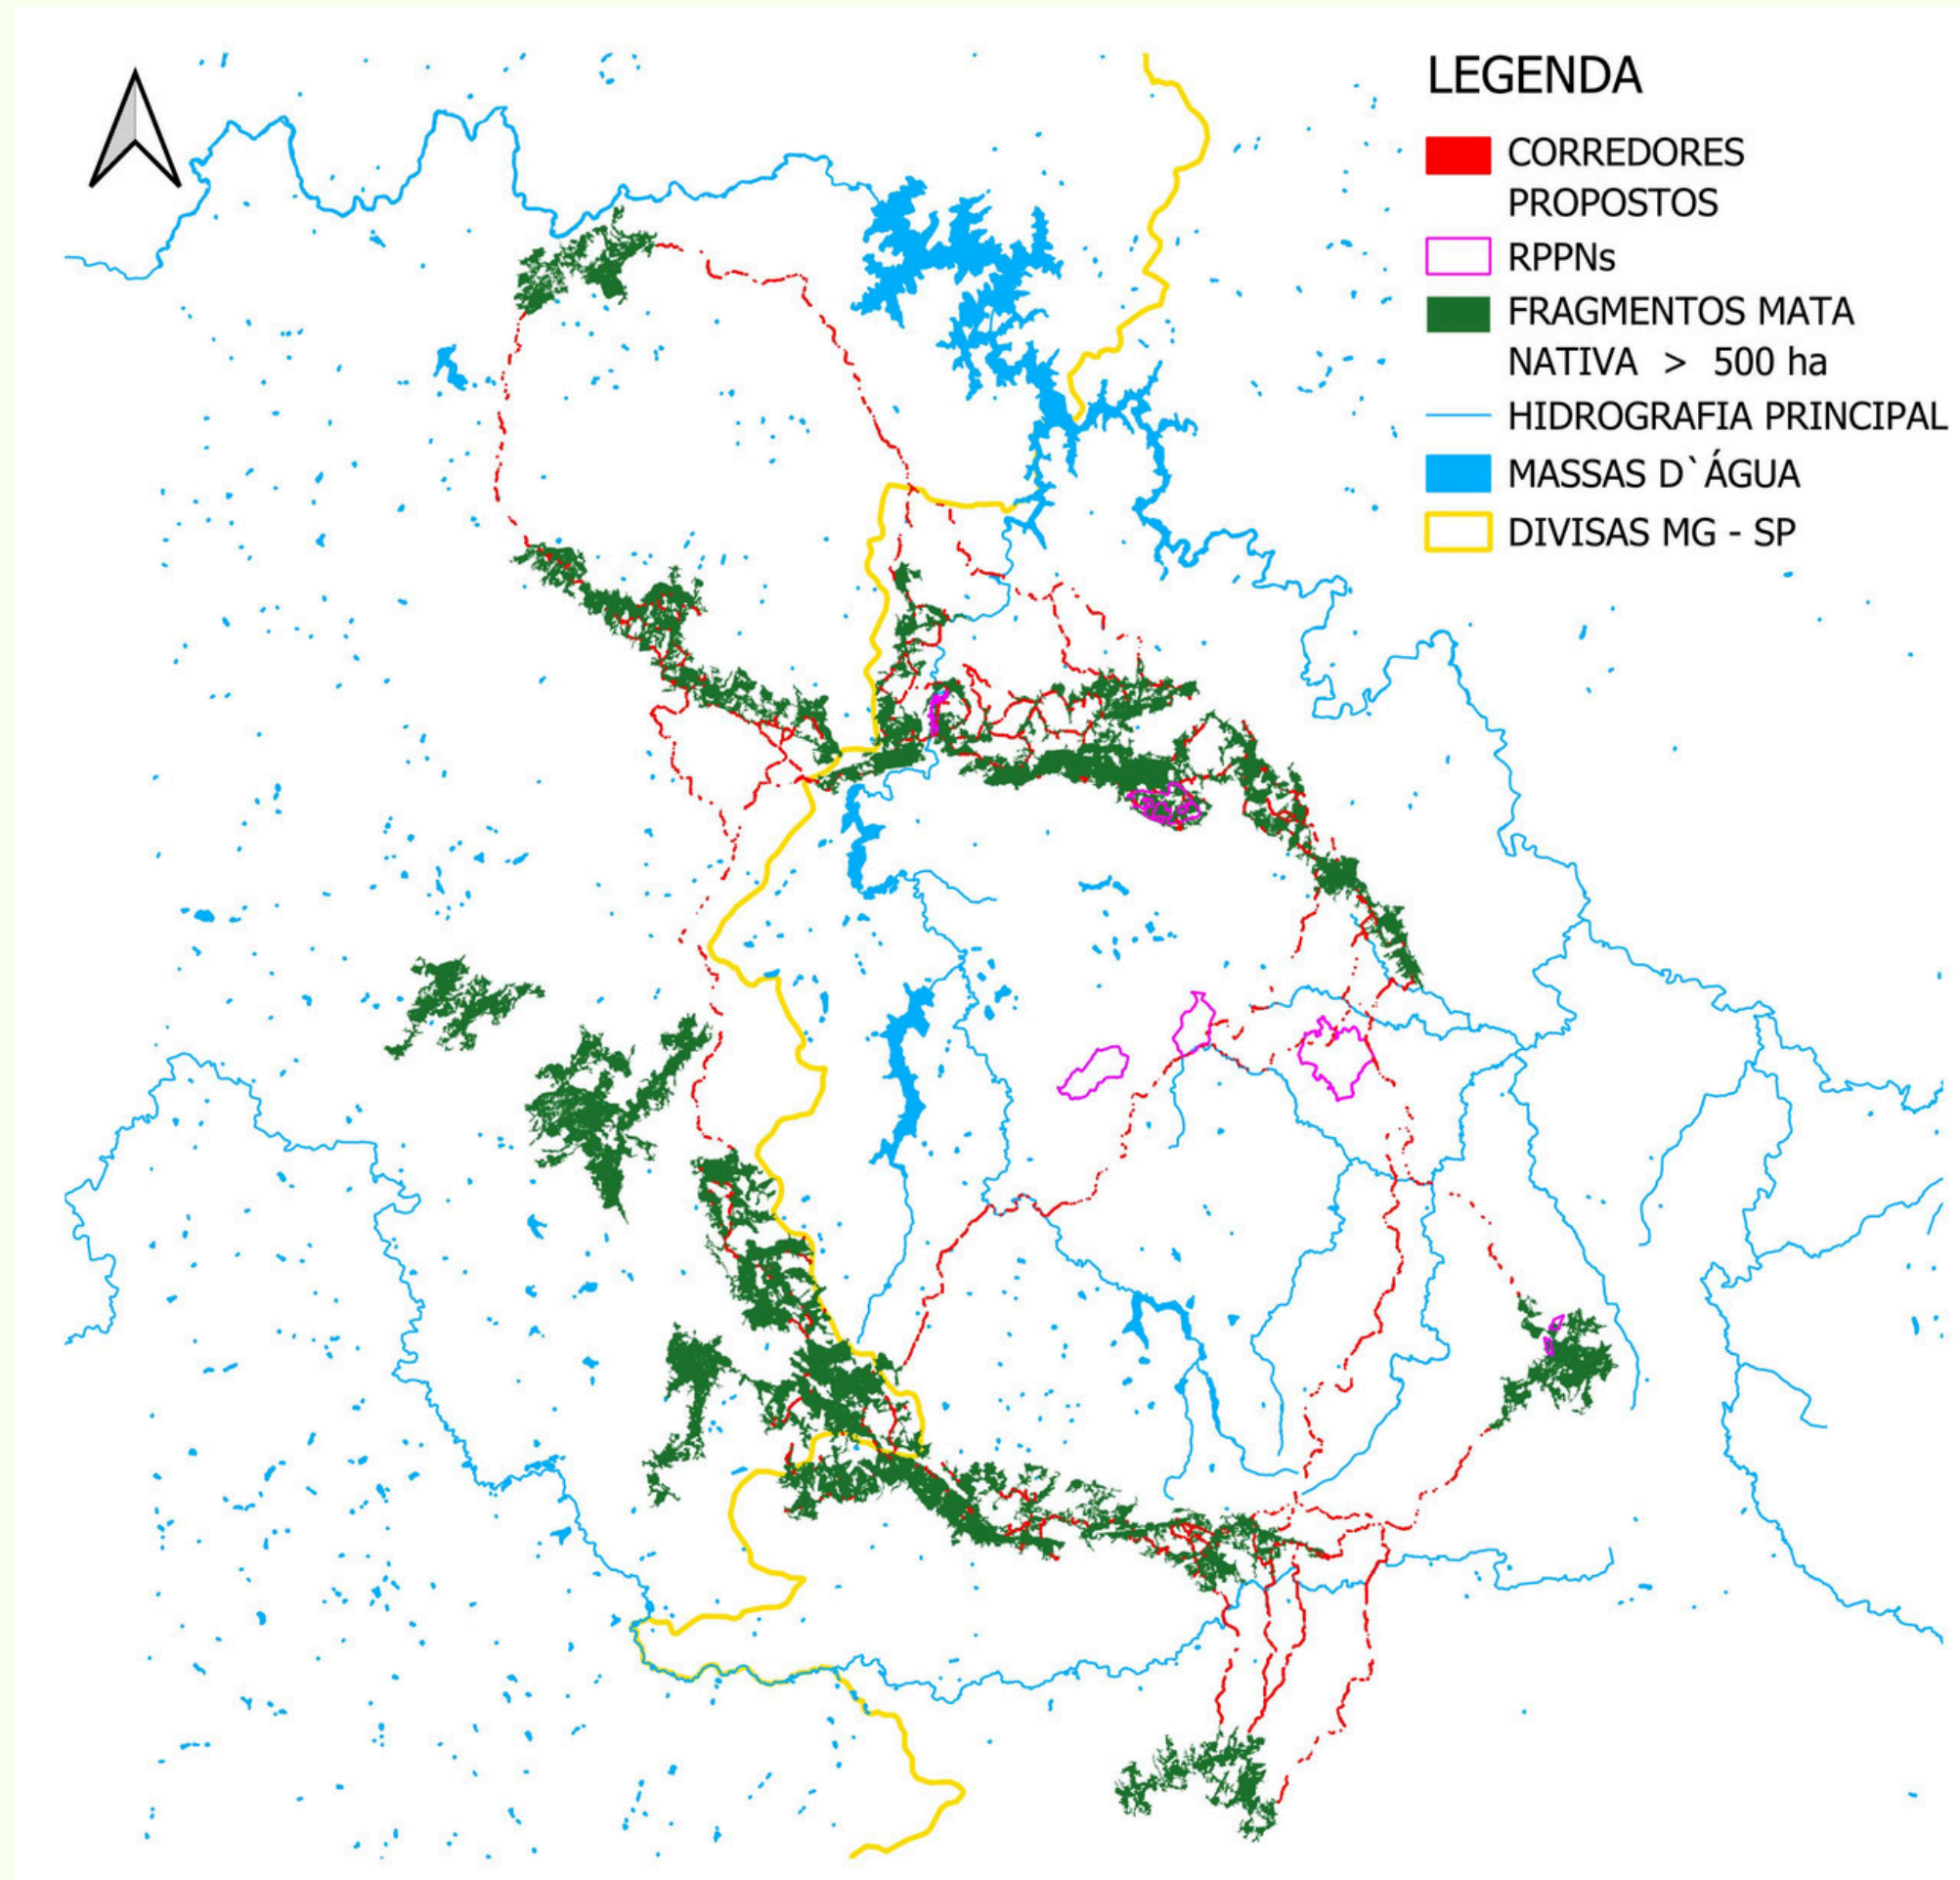 LEGENDA
CORREDORES
PROPOSTOS
RPPNs
FRAGMENTOS MATA
NATIVA > 500 ha
HIDROGRAFIA PRINCIPAL
MASSAS D`ÁGUA
DIVISAS MG - SP